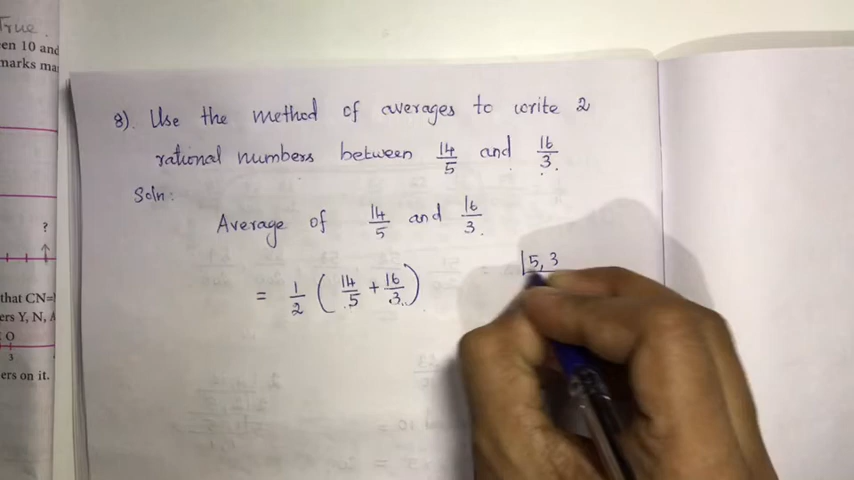 True.
en 10 and
marks ma
?
that CN=
ers Y, N, A
O
3
ers on it.
8). Use the method of averages to write 2
rational numbers between 14/5 and 16/3.
Soln:
Average of 14/5 and 16/3.
= 1/2 (14/5 + 16/3)
5, 3